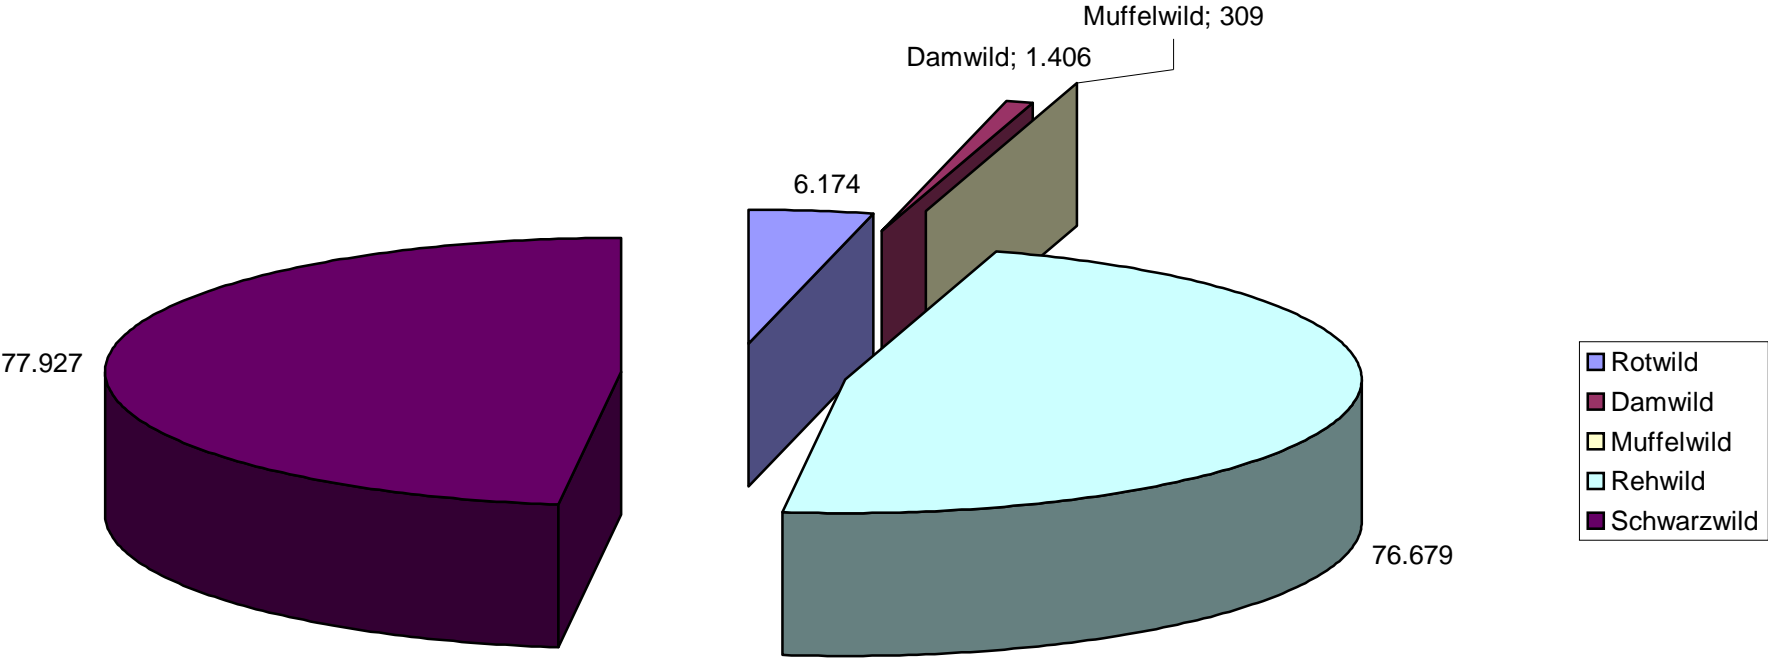 Muffelwild; 309
Damwild; 1.406
6.174
77.927
76.679
Rotwild
Damwild
Muffelwild
Rehwild
Schwarzwild